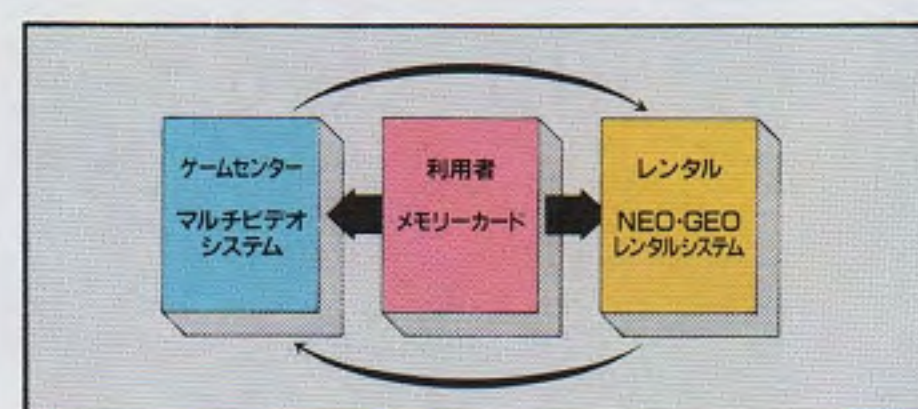 ゲームセンター
マルチビデオ
システム
利用者
メモリーカード
レンタル
NEO・GEO
レンタルシステム